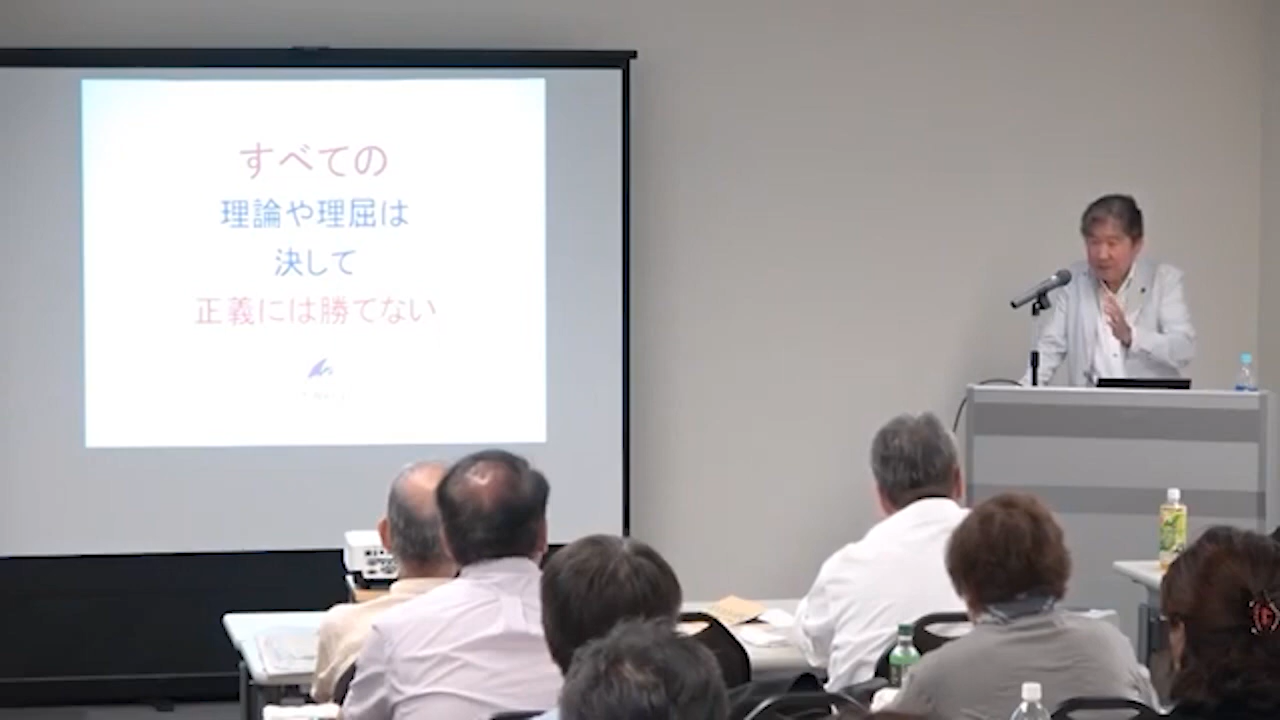 すべての
理論や理屈は
決して
正義には勝てない